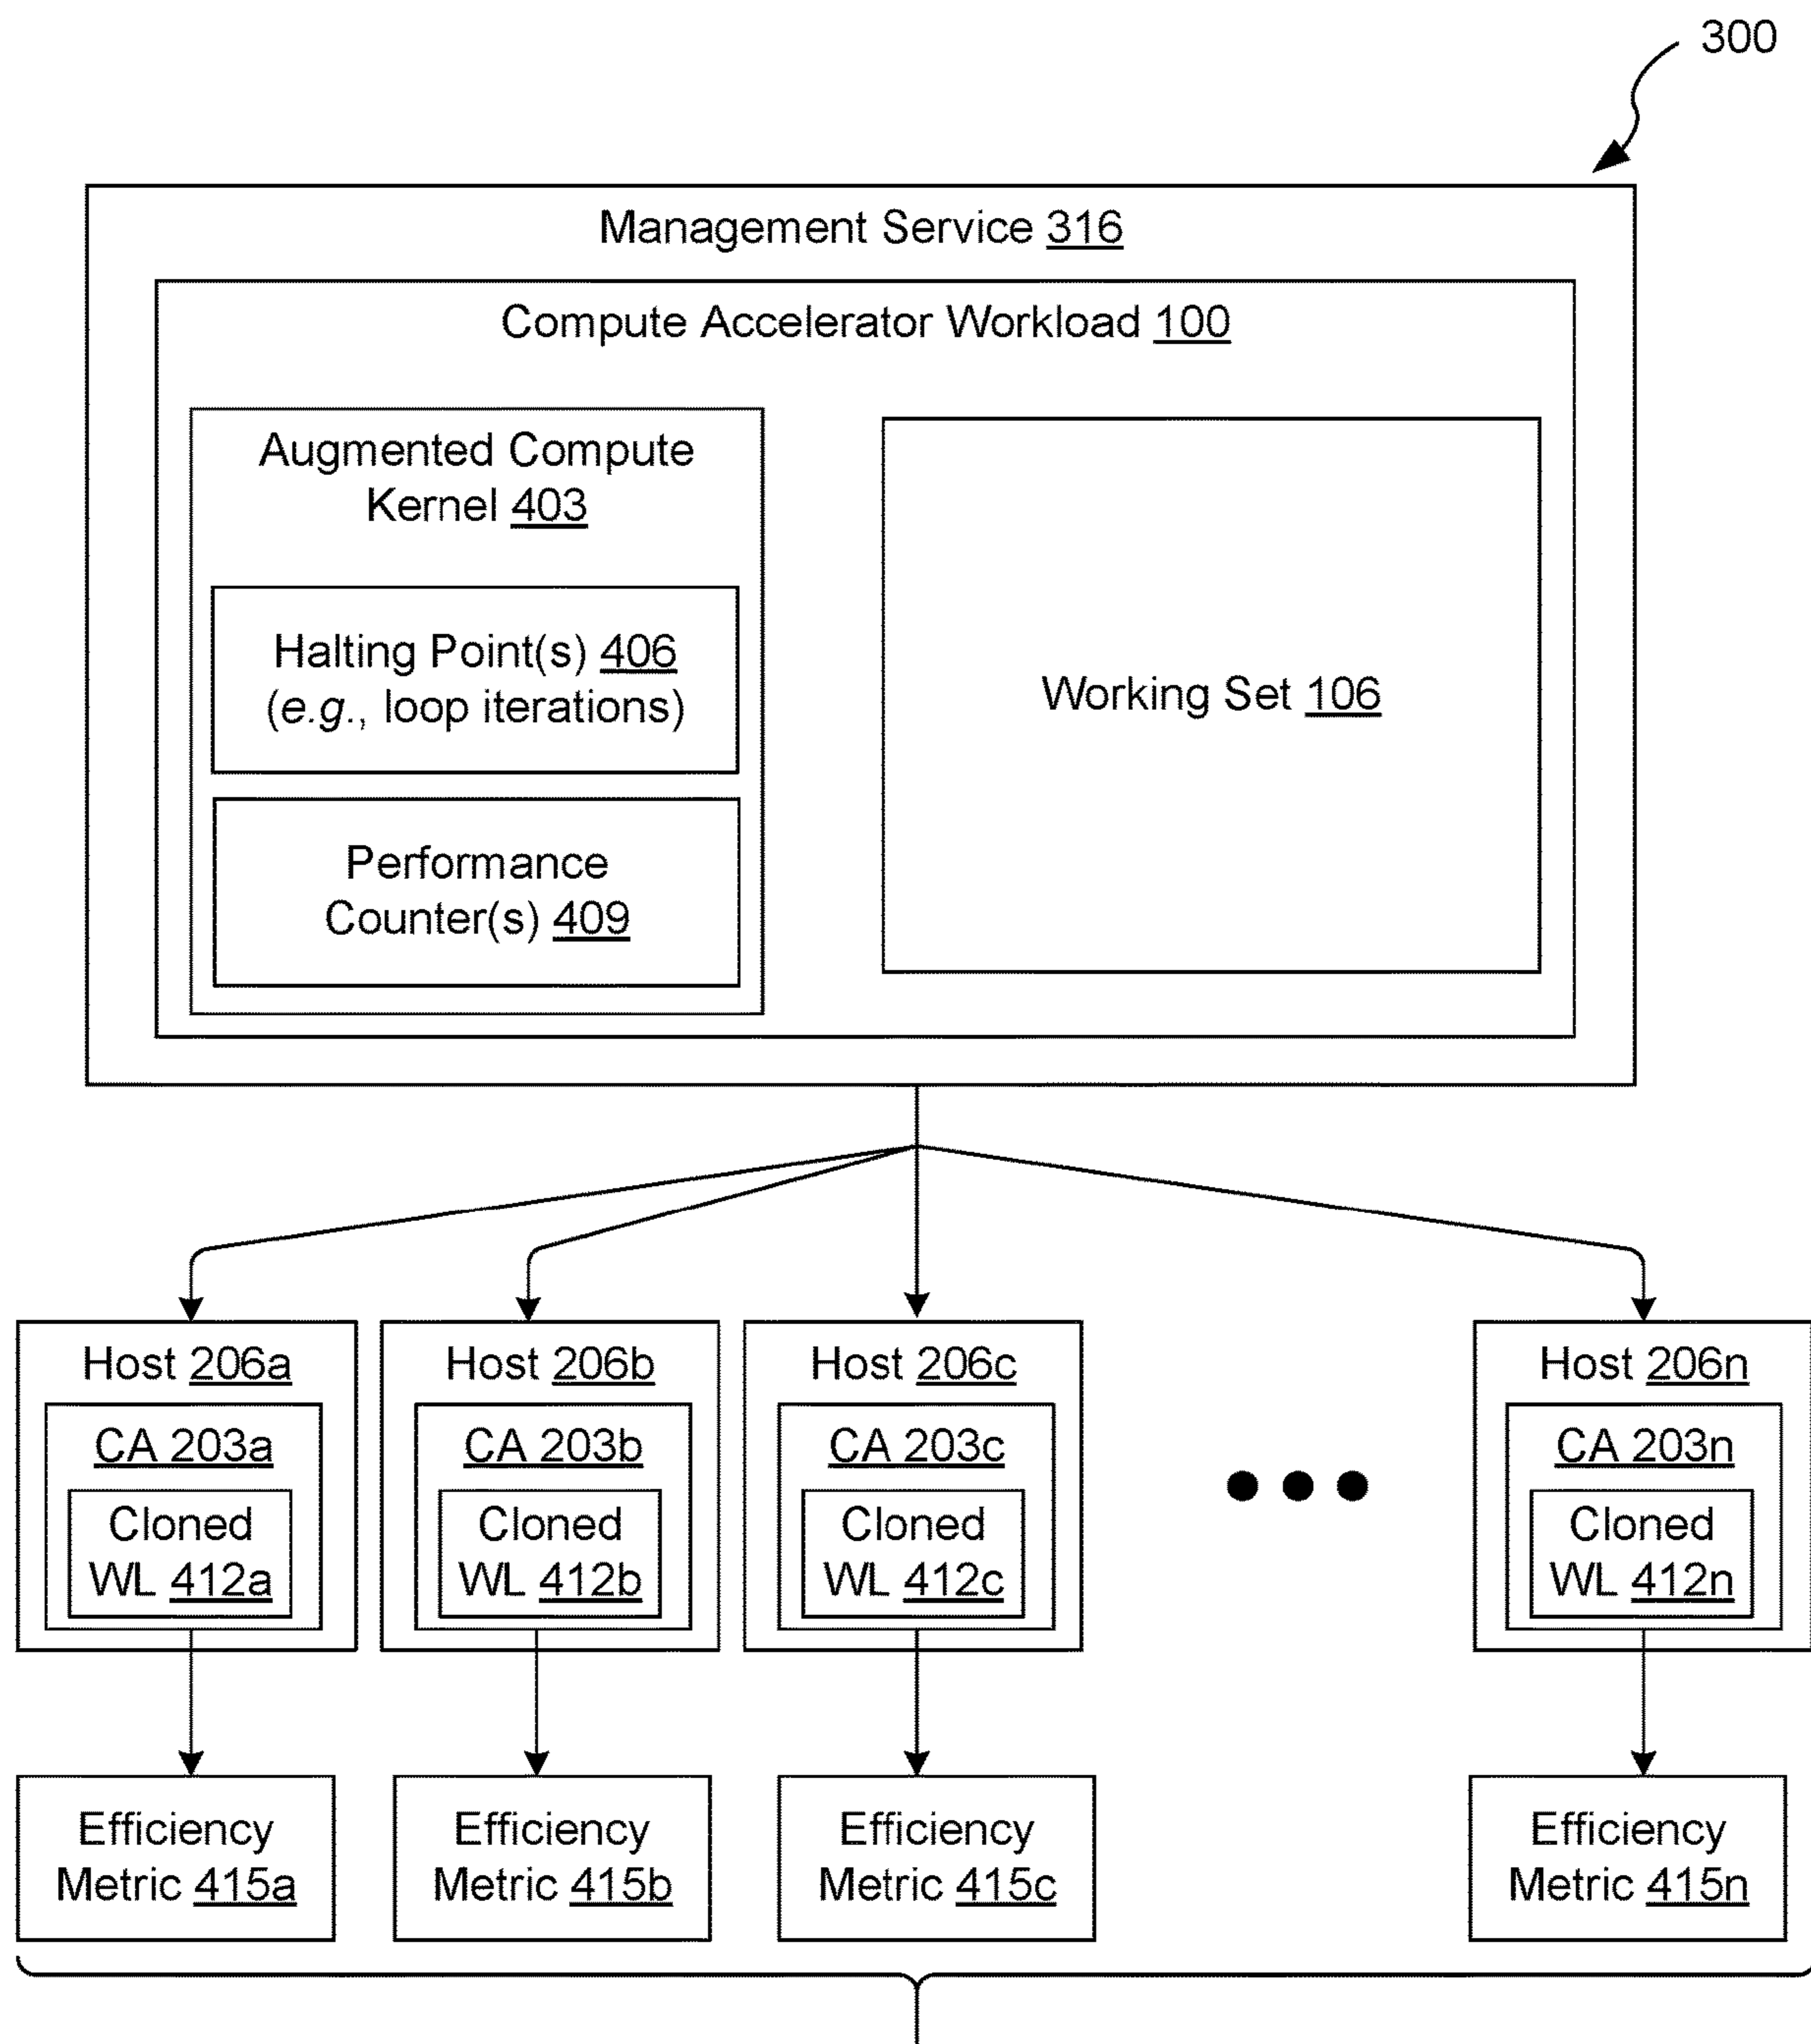 300
Management Service 316
Compute Accelerator Workload 100
Augmented Compute
Kernel 403
Halting Point(s) 406
(e.g., loop iterations)
Performance
Counter(s) 409
Working Set 106
Host 206a
CA 203a
Cloned
WL 412a
Host 206b
CA 203b
Cloned
WL 412b
Host 206c
CA 203c
Cloned
WL 412c
Host 206n
CA 203n
Cloned
WL 412n
Efficiency
Metric 415a
Efficiency
Metric 415b
Efficiency
Metric 415c
Efficiency
Metric 415n